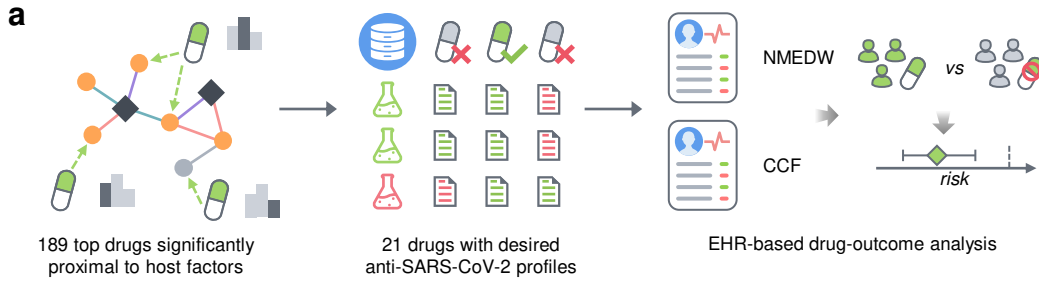 a
NMEDW
vs
CCF
risk
189 top drugs significantly
proximal to host factors
21 drugs with desired
anti-SARS-CoV-2 profiles
EHR-based drug-outcome analysis